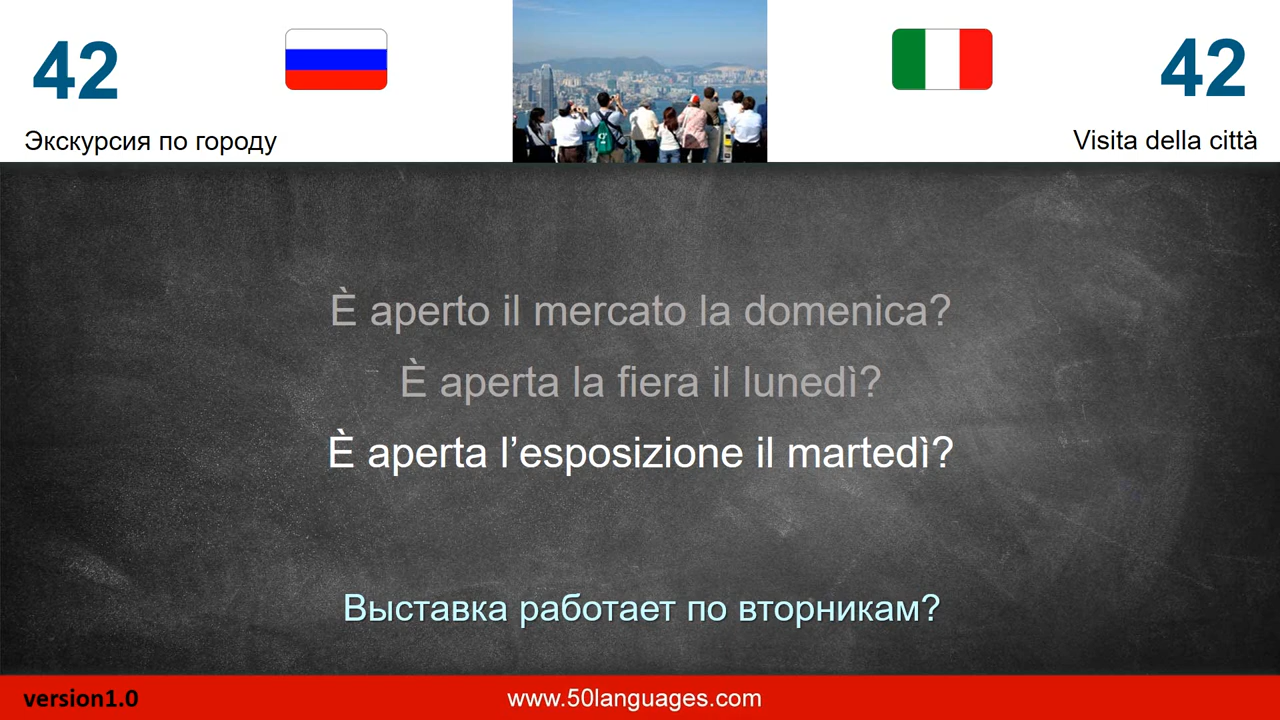 42
42
Экскурсия по городу
Visita della città
È aperto il mercato la domenica?
È aperta la fiera il lunedì?
È aperta l’esposizione il martedì?
Выставка работает по вторникам?
version1.0
www.50languages.com